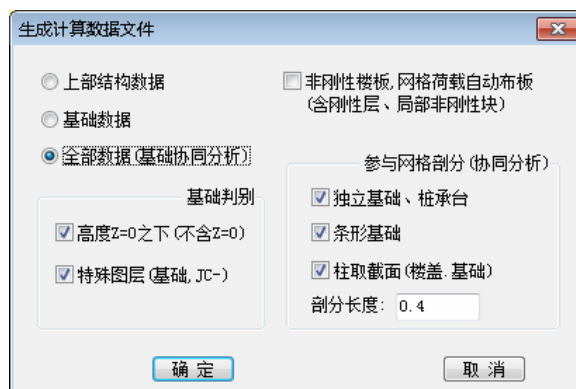 生成计算数据文件
上部结构数据
非刚性楼板,网格荷载自动布板
(含刚性层、局部非刚性块)
基础数据
全部数据(基础协同分析)
基础判别
高度Z=0之下(不含Z=0)
特殊图层(基础,JC-)
参与网格剖分(协同分析)
独立基础、桩承台
条形基础
柱取截面(楼盖.基础)
剖分长度: 0.4
确 定
取 消